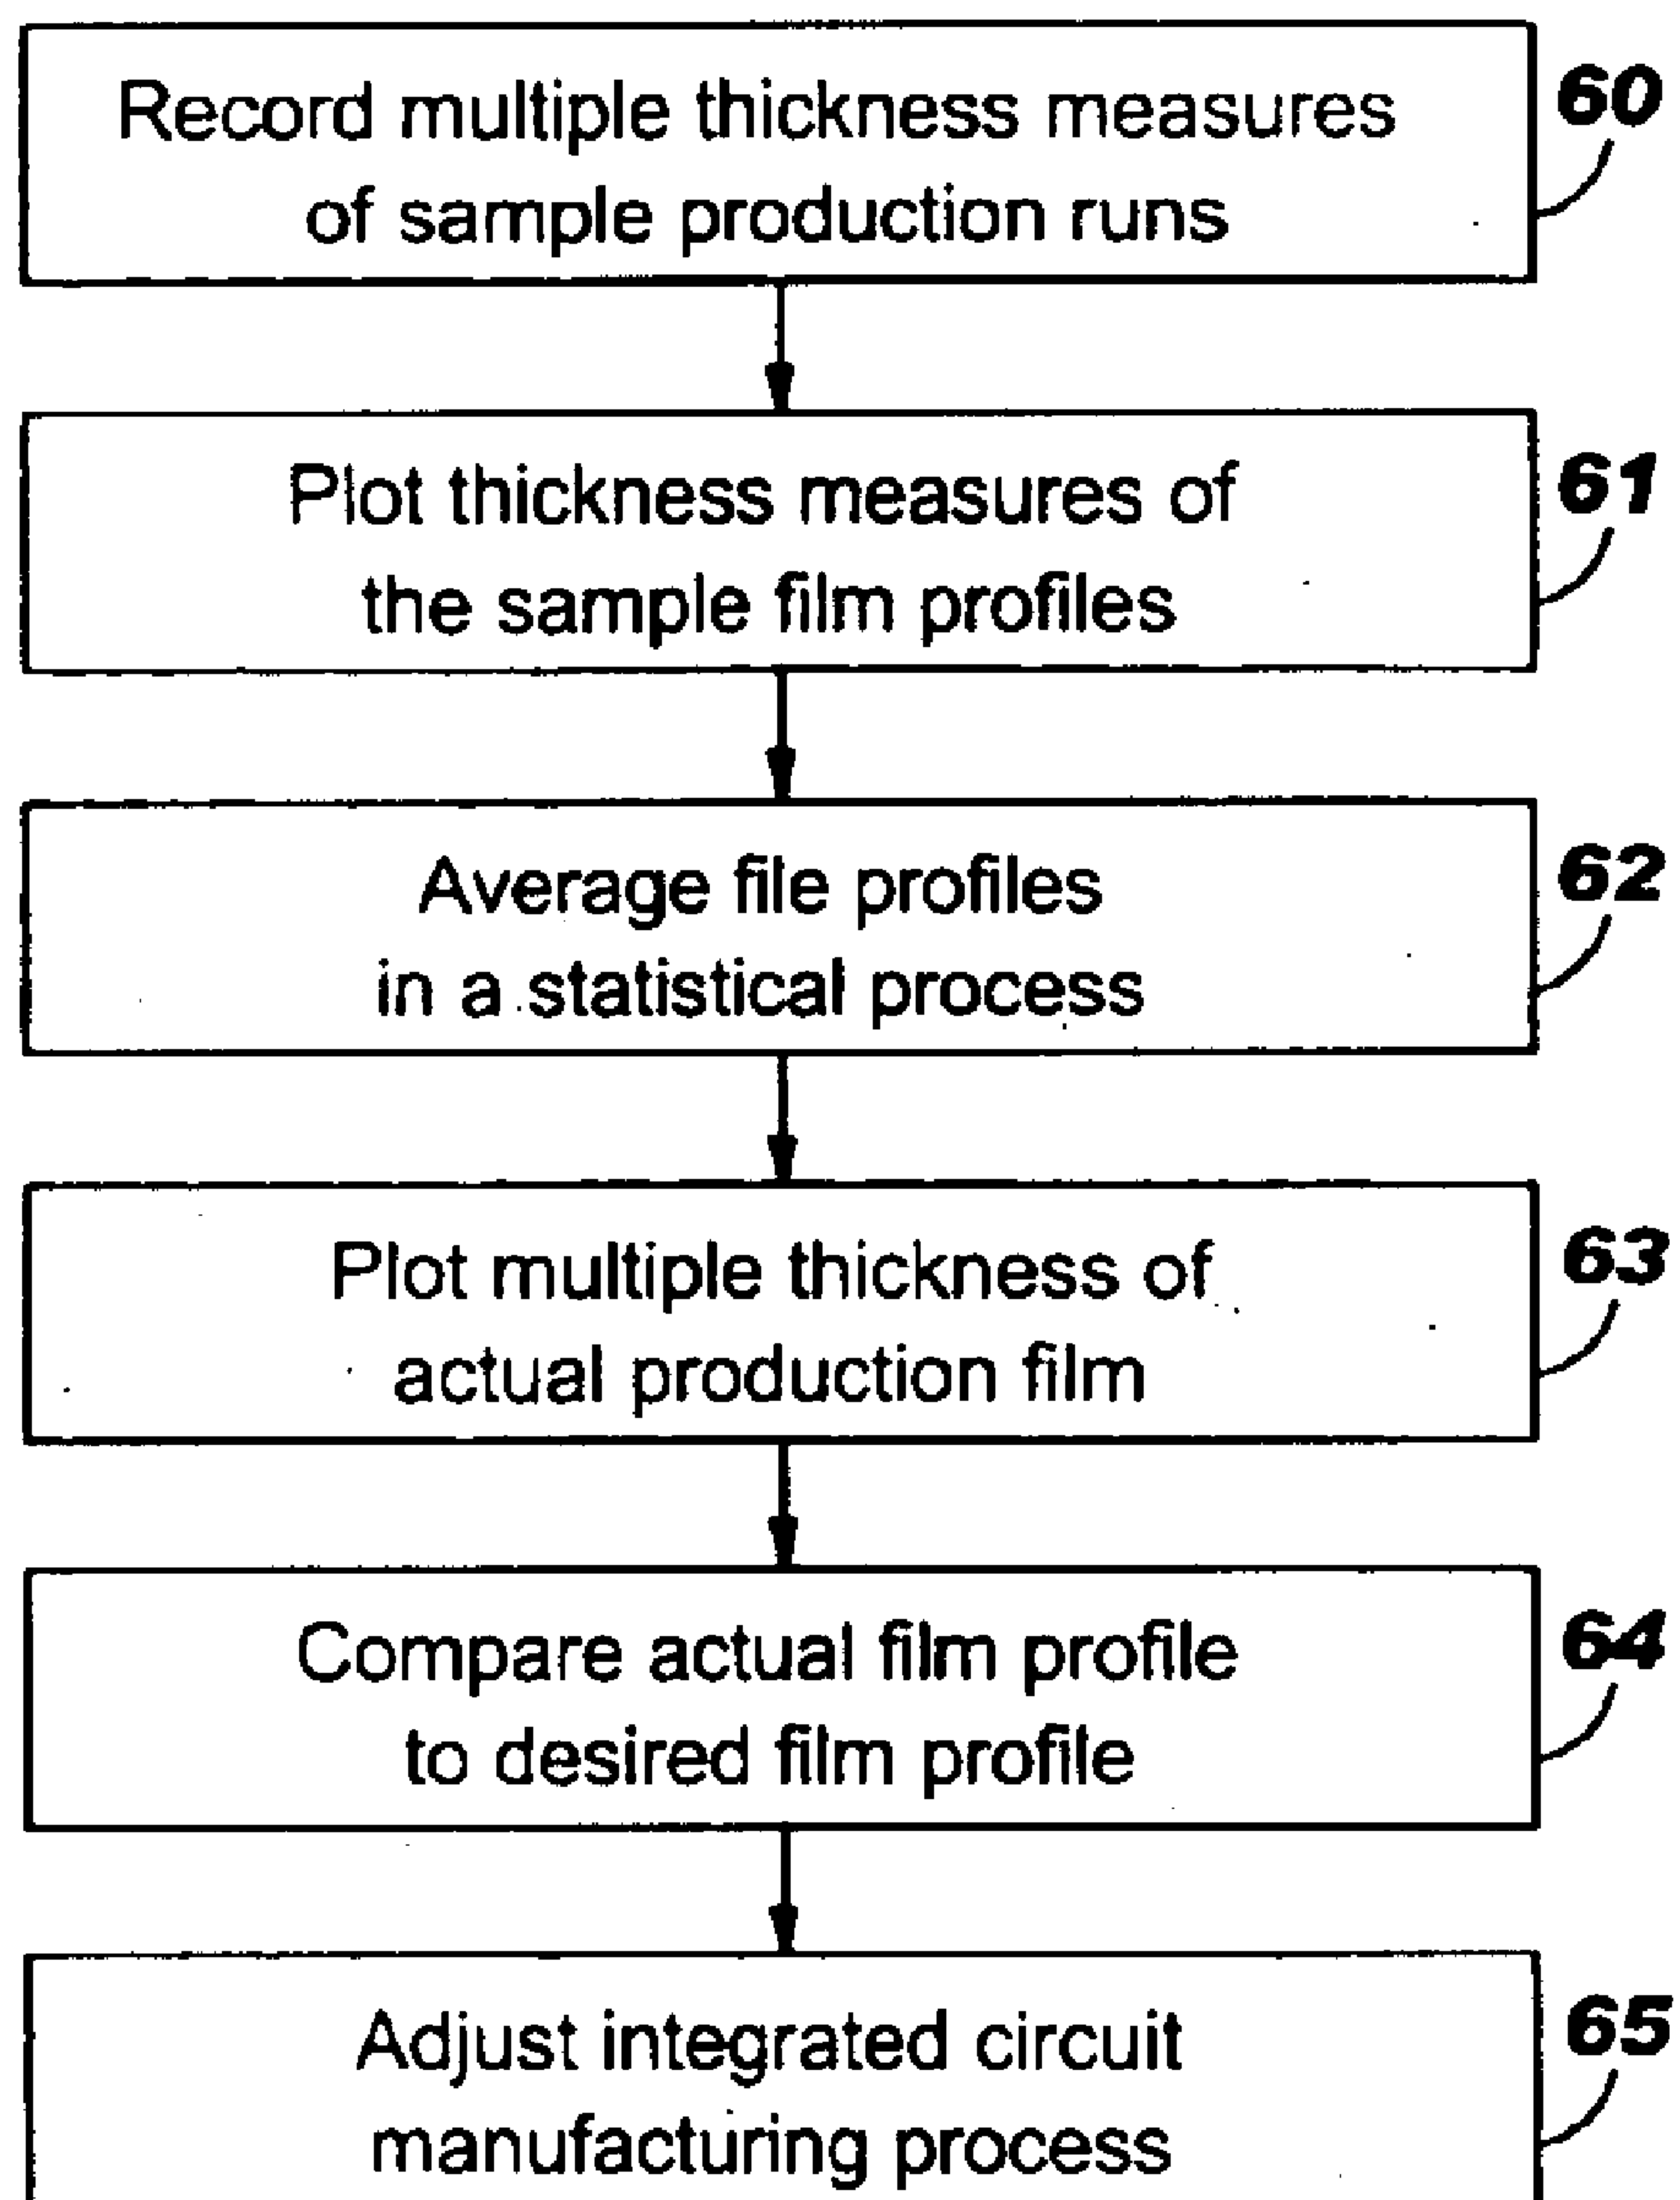 Record multiple thickness measures
of sample production runs
60
Plot thickness measures of
the sample film profiles
61
Average file profiles
in a statistical process
62
Plot multiple thickness of
actual production film
63
Compare actual film profile
to desired film profile
64
Adjust integrated circuit
manufacturing process
65